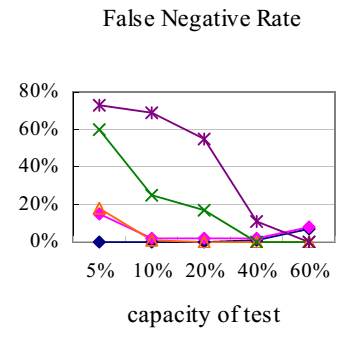 False Negative Rate
80%
60%
40%
20%
0%
5% 10% 20% 40% 60%
capacity of test